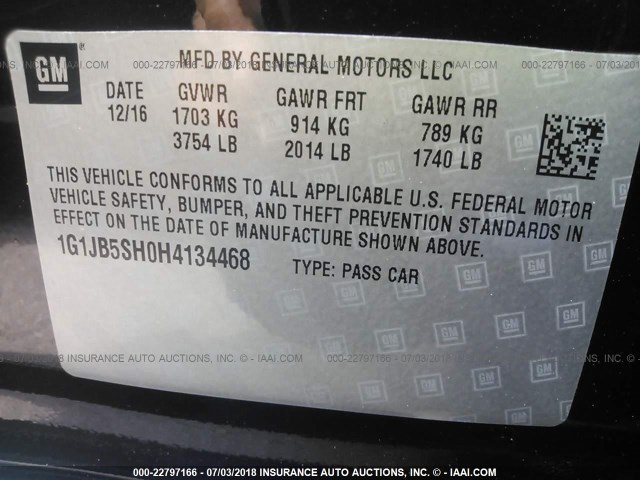 GM
MFD BY GENERAL MOTORS LLC
DATE GVWR GAWR FRT GAWR RR
12/16 1703 KG 914 KG 789 KG
3754 LB 2014 LB 1740 LB
THIS VEHICLE CONFORMS TO ALL APPLICABLE U.S. FEDERAL MOTOR
VEHICLE SAFETY, BUMPER, AND THEFT PREVENTION STANDARDS IN
EFFECT ON THE DATE OF MANUFACTURE SHOWN ABOVE.
1G1JB5SH0H4134468 TYPE: PASS CAR
000-22797166 - 07/03/2018 INSURANCE AUTO AUCTIONS, INC. © - IAAI.COM